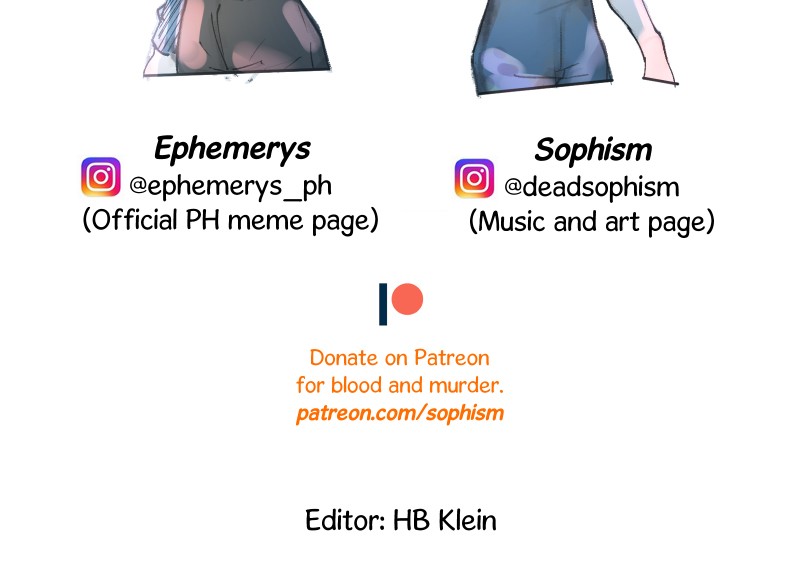 Ephemerys
@ephemerys_ph
(Official PH meme page)
Sophism
@deadsophism
(Music and art page)
Donate on Patreon
for blood and murder.
patreon.com/sophism
Editor: HB Klein